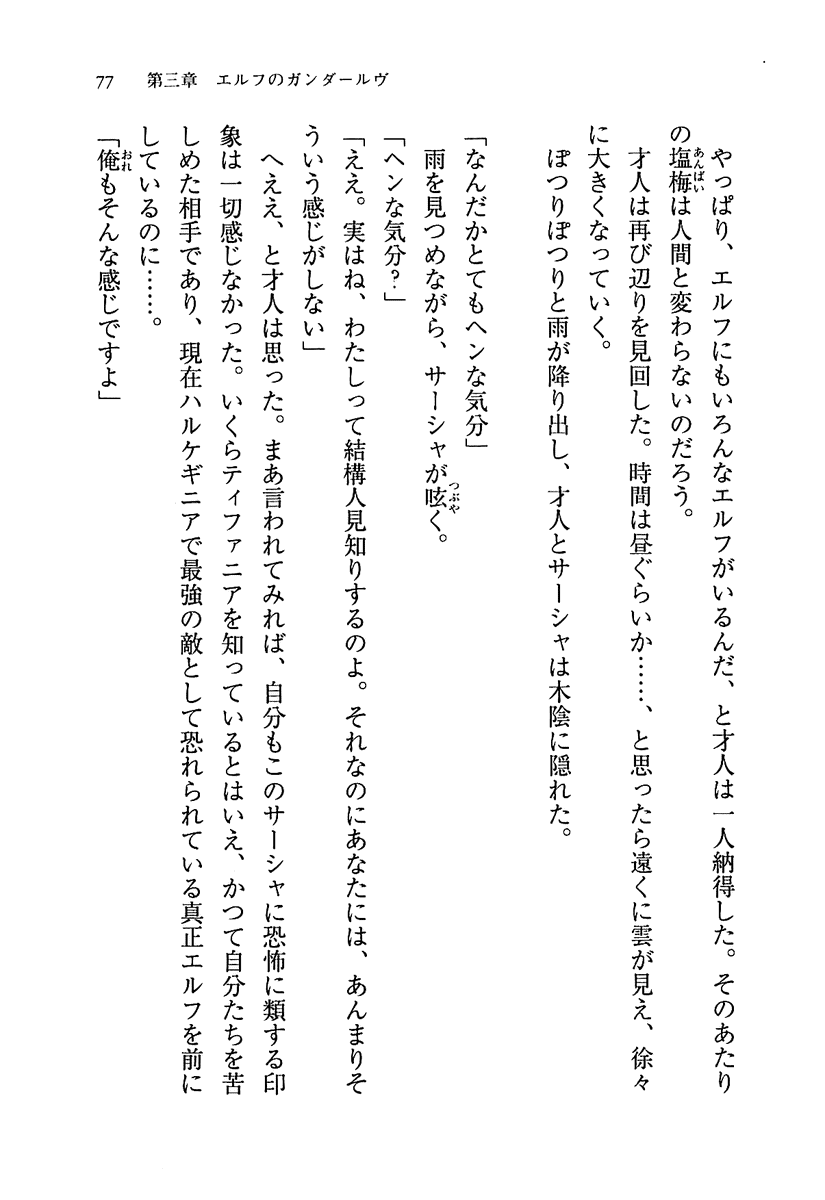 77　第三章　エルフのガンダールヴ
やっぱり、エルフにもいろんなエルフがいるんだ、と才人は一人納得した。そのあたり
の塩梅は人間と変わらないのだろう。
あんばい
才人は再び辺りを見回した。時間は昼ぐらいか……、と思ったら遠くに雲が見え、徐々
に大きくなっていく。
ぽつりぽつりと雨が降り出し、才人とサーシャは木陰に隠れた。
「なんだかとてもヘンな気分」
雨を見つめながら、サーシャが呟く。
つぶや
「ヘンな気分？」
「ええ。実はね、わたしって結構人見知りするのよ。それなのにあなたには、あんまりそ
ういう感じがしない」
へええ、と才人は思った。まあ言われてみれば、自分もこのサーシャに恐怖に類する印
象は一切感じなかった。いくらティファニアを知っているとはいえ、かつて自分たちを苦
しめた相手であり、現在ハルケギニアで最強の敵として恐れられている真正エルフを前に
しているのに……。
「俺もそんな感じですよ」
おれ